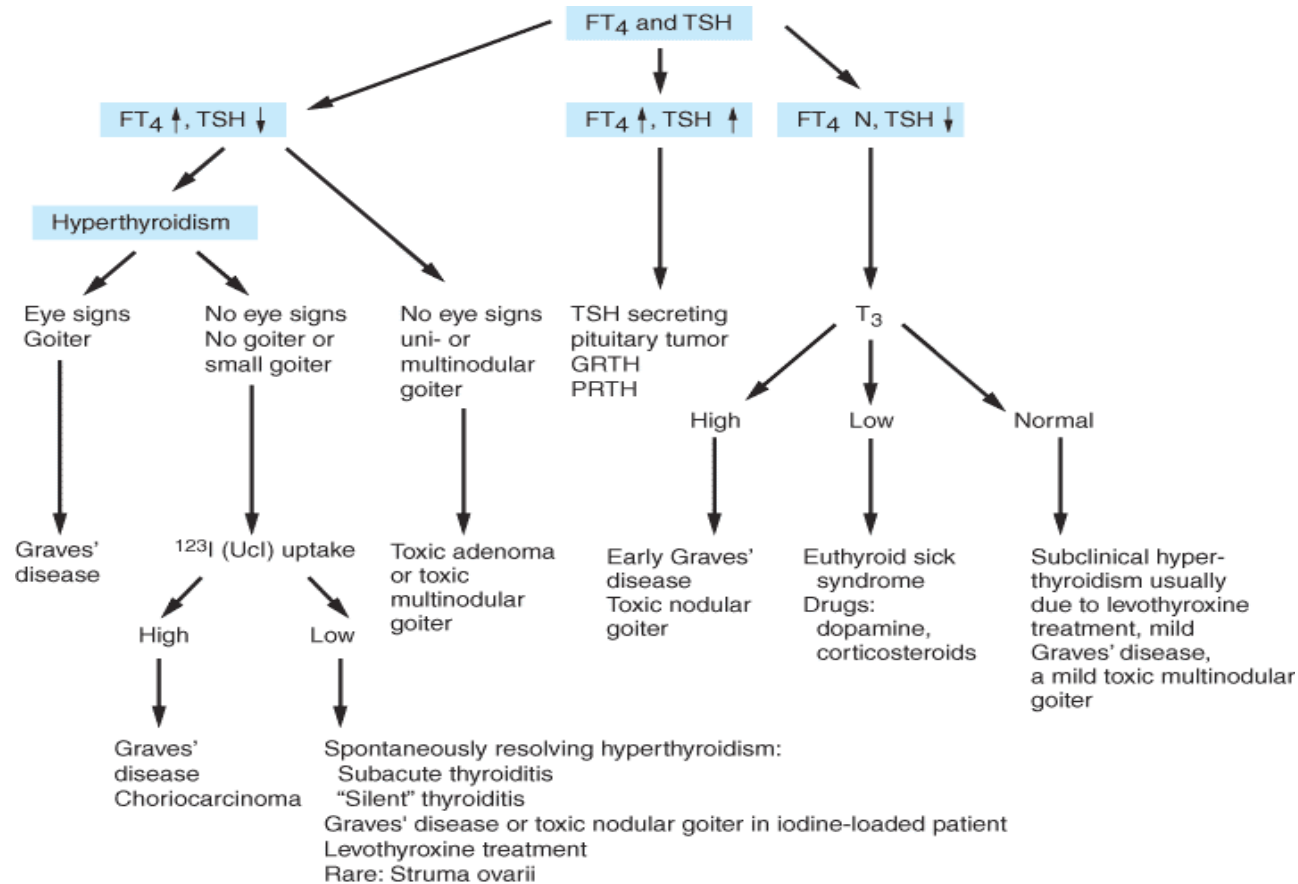 FT4 and TSH
FT4 ↑, TSH ↓
FT4 ↑, TSH ↑
FT4 N, TSH ↓
Hyperthyroidism
Eye signs
Goiter
No eye signs
No goiter or
small goiter
No eye signs
uni- or
multinodular
goiter
TSH secreting
pituitary tumor
GRTH
PRTH
T3
High
Low
Normal
Graves'
disease
123I (UcI) uptake
Toxic adenoma
or toxic
multinodular
goiter
Early Graves'
disease
Toxic nodular
goiter
Euthyroid sick
syndrome
Drugs:
dopamine,
corticosteroids
Subclinical hyper-
thyroidism usually
due to levothyroxine
treatment, mild
Graves' disease,
a mild toxic multinodular
goiter
High
Low
Graves'
disease
Choriocarcinoma
Spontaneously resolving hyperthyroidism:
Subacute thyroiditis
“Silent” thyroiditis
Graves' disease or toxic nodular goiter in iodine-loaded patient
Levothyroxine treatment
Rare: Struma ovarii